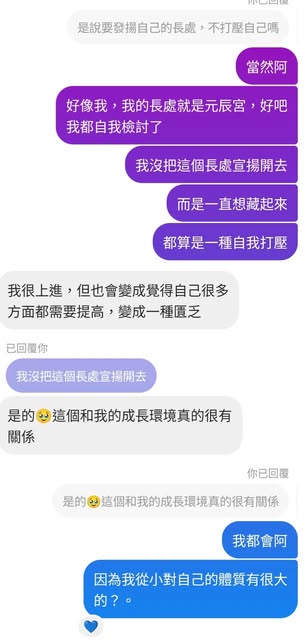 你已回覆
是說要發揚自己的長處，不打壓自己嗎
當然阿
好像我，我的長處就是元辰宮，好吧
我都自我檢討了
我沒把這個長處宣揚開去
而是一直想藏起來
都算是一種自我打壓
我很上進，但也會變成覺得自己很多
方面都需要提高，變成一種匱乏
已回覆你
我沒把這個長處宣揚開去
是的🥹這個和我的成長環境真的很有
關係
你已回覆
是的🥹這個和我的成長環境真的很有關係
我都會阿
因為我從小對自己的體質有很大
的？。